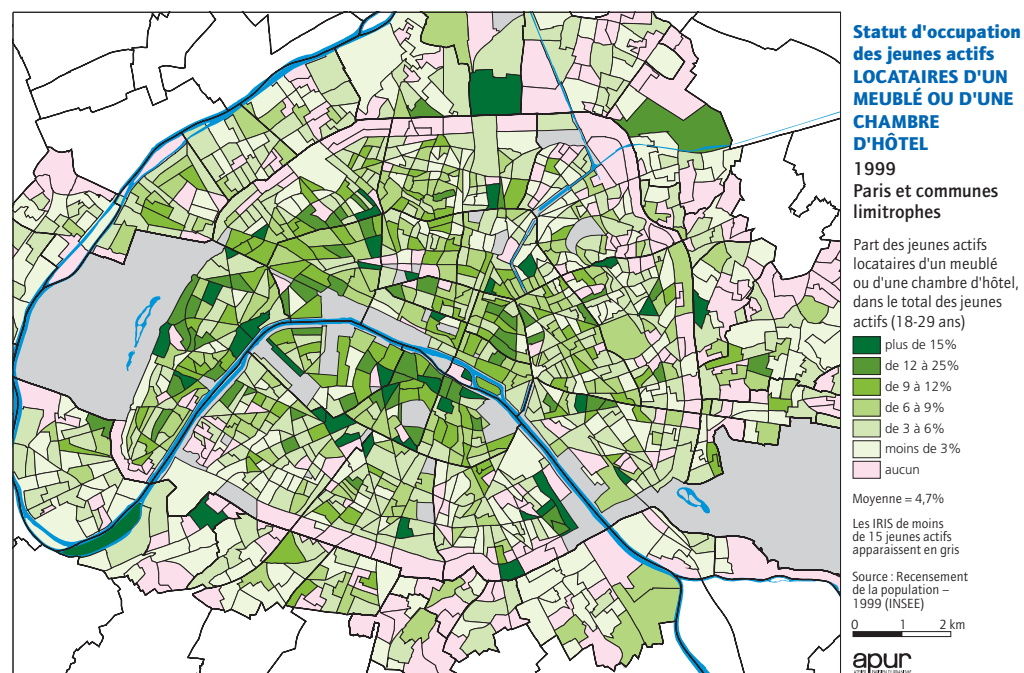 Statut d'occupation
des jeunes actifs
LOCATAIRES D'UN
MEUBLÉ OU D'UNE
CHAMBRE
D'HÔTEL
1999
Paris et communes
limitrophes
Part des jeunes actifs
locataires d'un meublé
ou d'une chambre d'hôtel,
dans le total des jeunes
actifs (18-29 ans)
plus de 15%
de 12 à 25%
de 9 à 12%
de 6 à 9%
de 3 à 6%
moins de 3%
aucun
Moyenne = 4,7%
Les IRIS de moins
de 15 jeunes actifs
apparaissent en gris
Source : Recensement
de la population –
1999 (INSEE)
0 1 2 km
apur